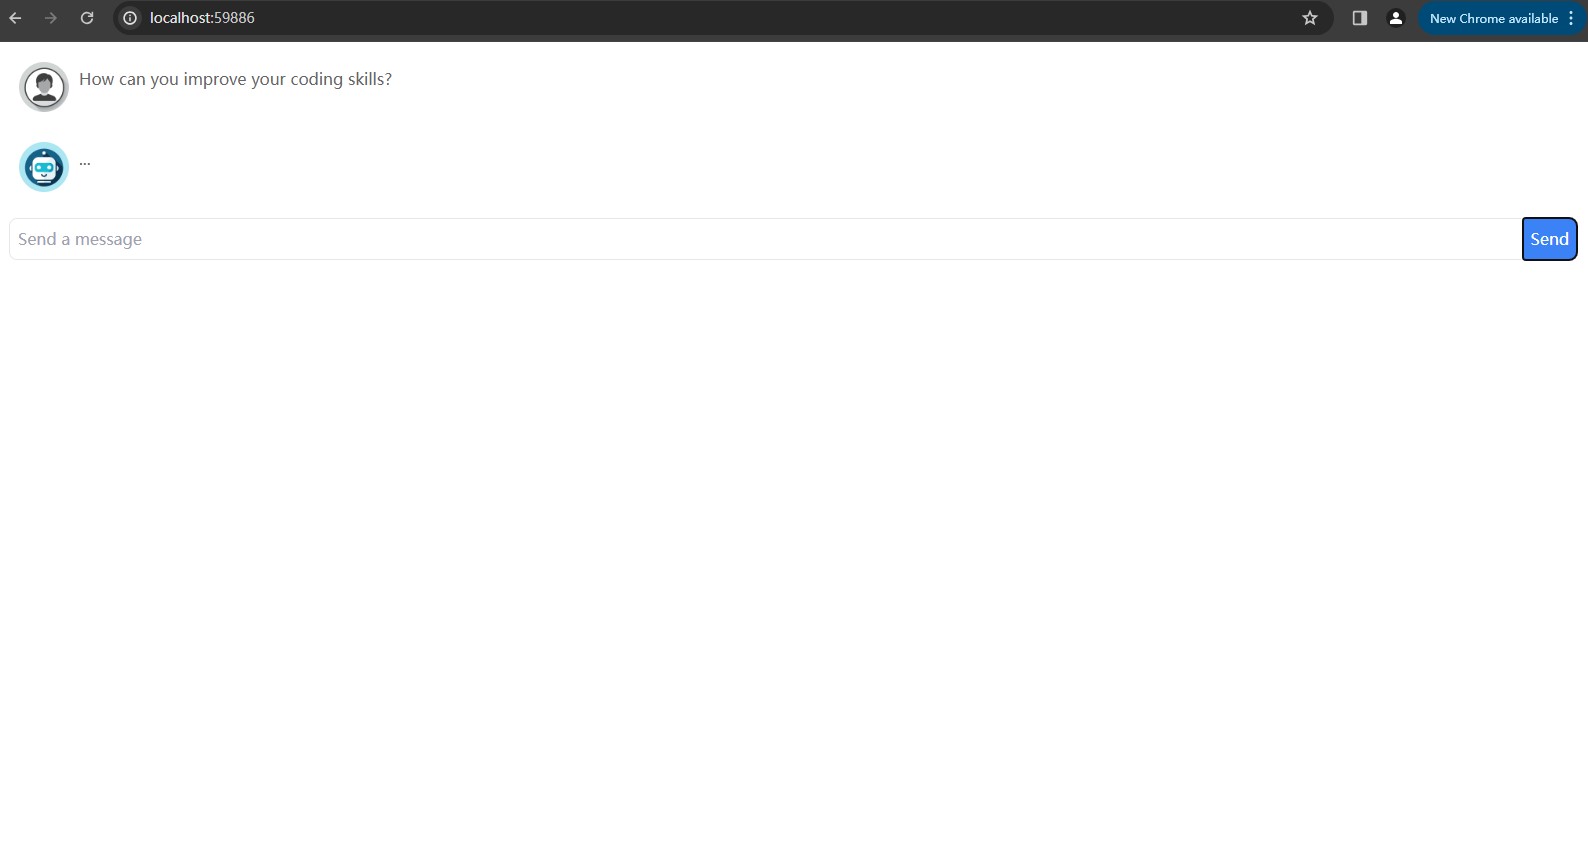 localhost:59886
New Chrome available
How can you improve your coding skills?
...
Send a message
Send